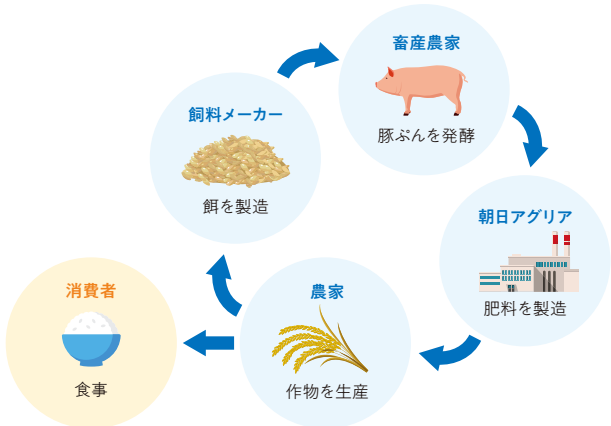 畜産農家
豚ぷんを発酵
飼料メーカー
餌を製造
朝日アグリア
肥料を製造
農家
作物を生産
消費者
食事